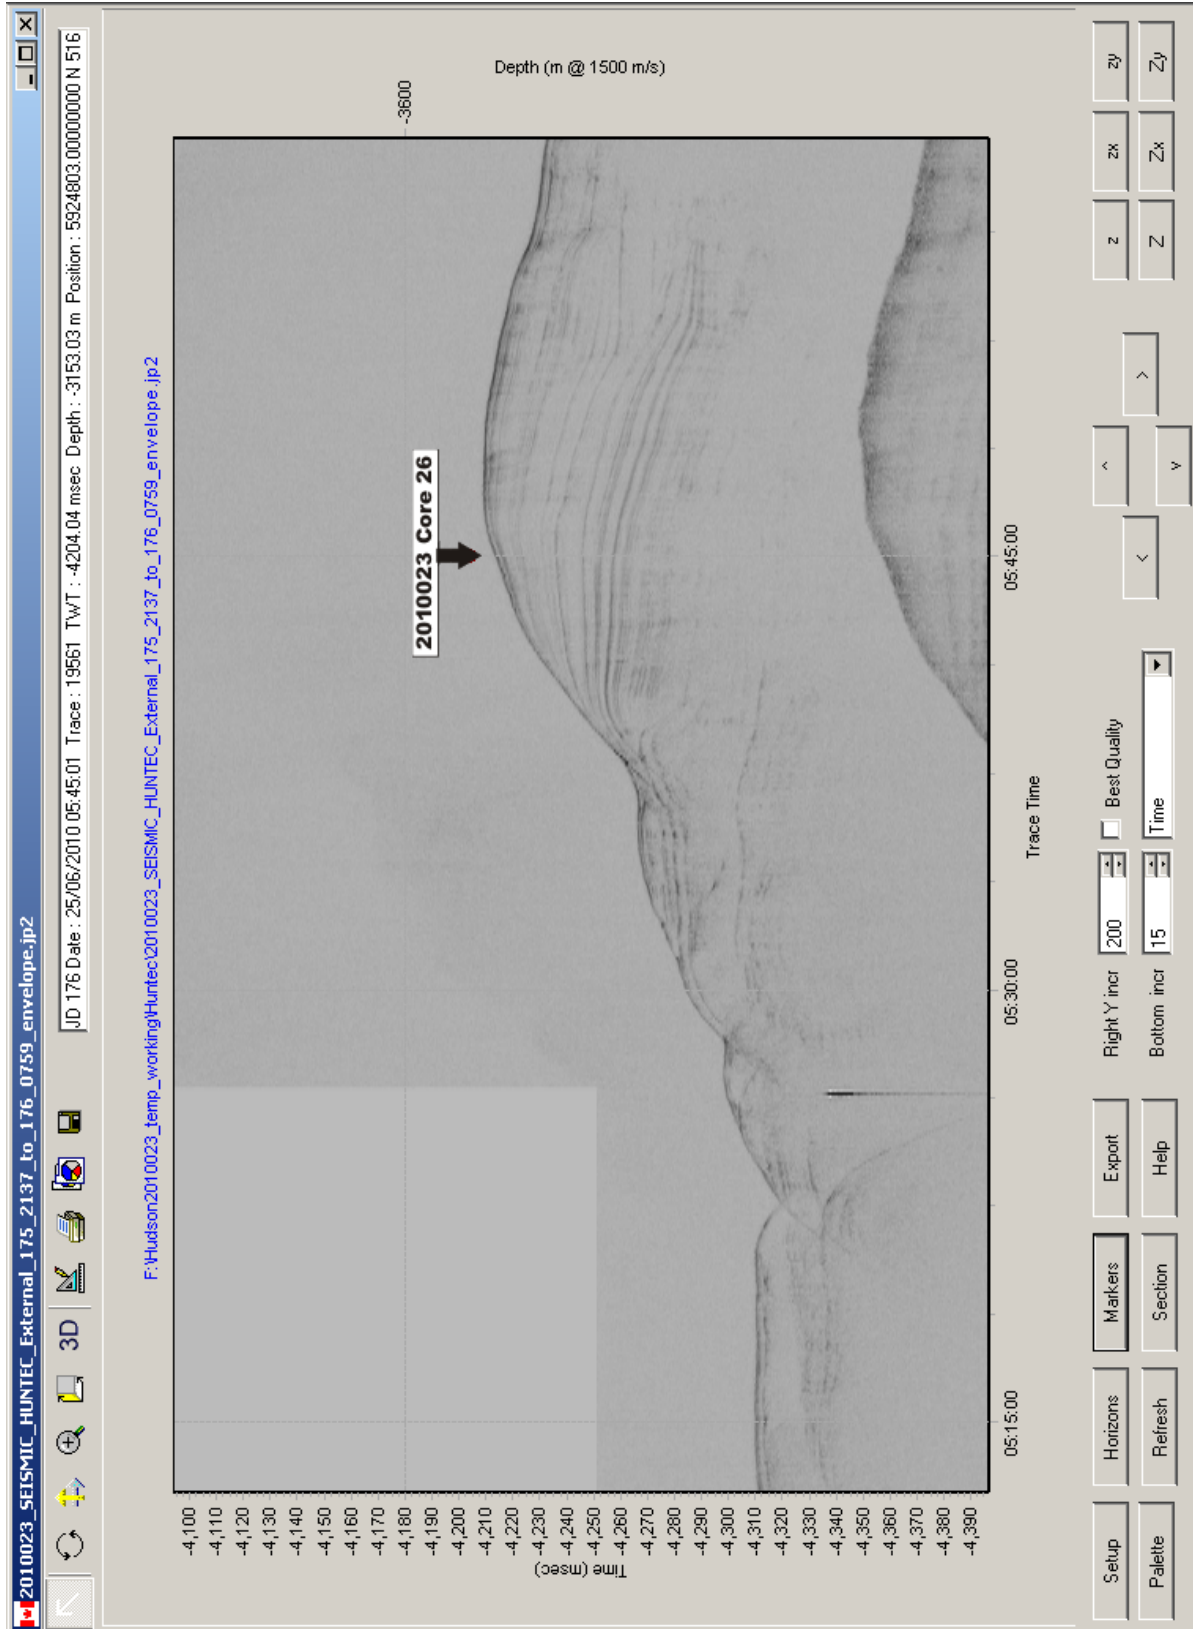 2010023_SEISMIC_HUNTEC_External_175_2137_to_176_0759_envelope.jp2
3D
JD 176 Date : 25/06/2010 05:45:01 Trace : 19561 TWT : -4204.04 msec Depth : -3153.03 m Position : 5924803.00000000 N 516
F:\Hudson2010023_temp_working\Huntec\2010023_SEISMIC_HUNTEC_External_175_2137_to_176_0759_envelope.jp2
Time (msec)
-4,100
-4,110
-4,120
-4,130
-4,140
-4,150
-4,160
-4,170
-4,180
-4,190
-4,200
-4,210
-4,220
-4,230
-4,240
-4,250
-4,260
-4,270
-4,280
-4,290
-4,300
-4,310
-4,320
-4,330
-4,340
-4,350
-4,360
-4,370
-4,380
-4,390
2010023 Core 26
-3600
Depth (m @ 1500 m/s)
05:15:00
05:30:00
05:45:00
Trace Time
Setup
Horizons
Markers
Export
Right Y incr
200
Best Quality
^
z
zx
zy
<
>
Palette
Refresh
Section
Help
Bottom incr
15
Time
v
Z
Zx
Zy